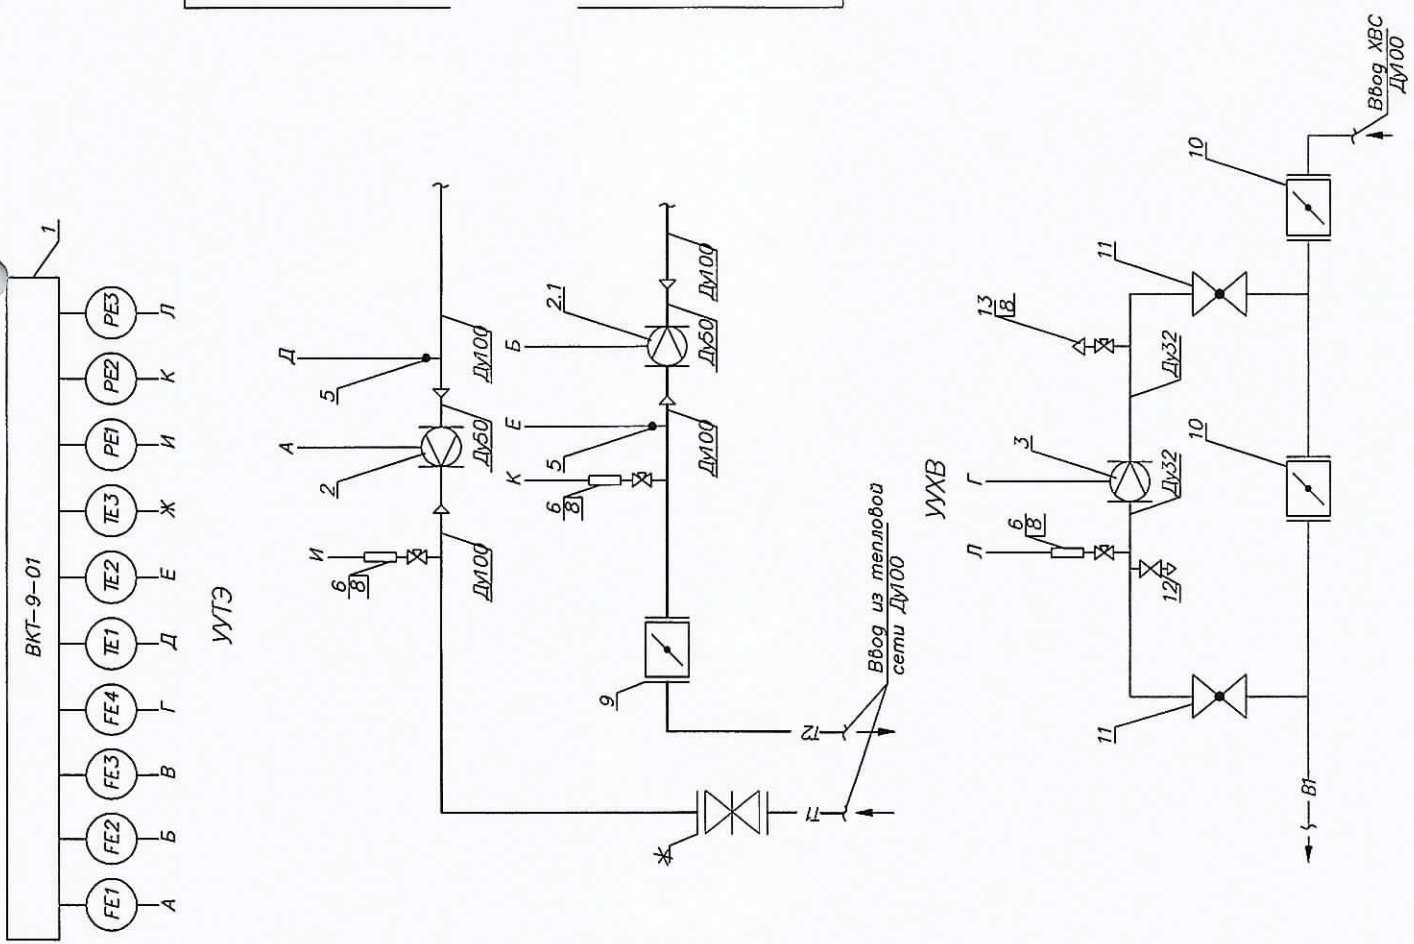 ВКТ-9-01
1
FE1 FE2 FE3 FE4 TE1 TE2 TE3 PE1 PE2 PE3
А Б В Г Д Е Ж И К Л
УУТЭ
И
6
8
А
2
Д
5
Ду100
Ду50
Ду100
К
6
8
Е
5
Б
2.1
9
Ду100
Ду50
Ду100
*
Т1
Т2
Ввод из тепловой
сети Ду100
УУХВ
Л
6
8
Г
3
13
8
11
12
Ду32
Ду32
11
10
10
В1
Ввод ХВС
Ду100